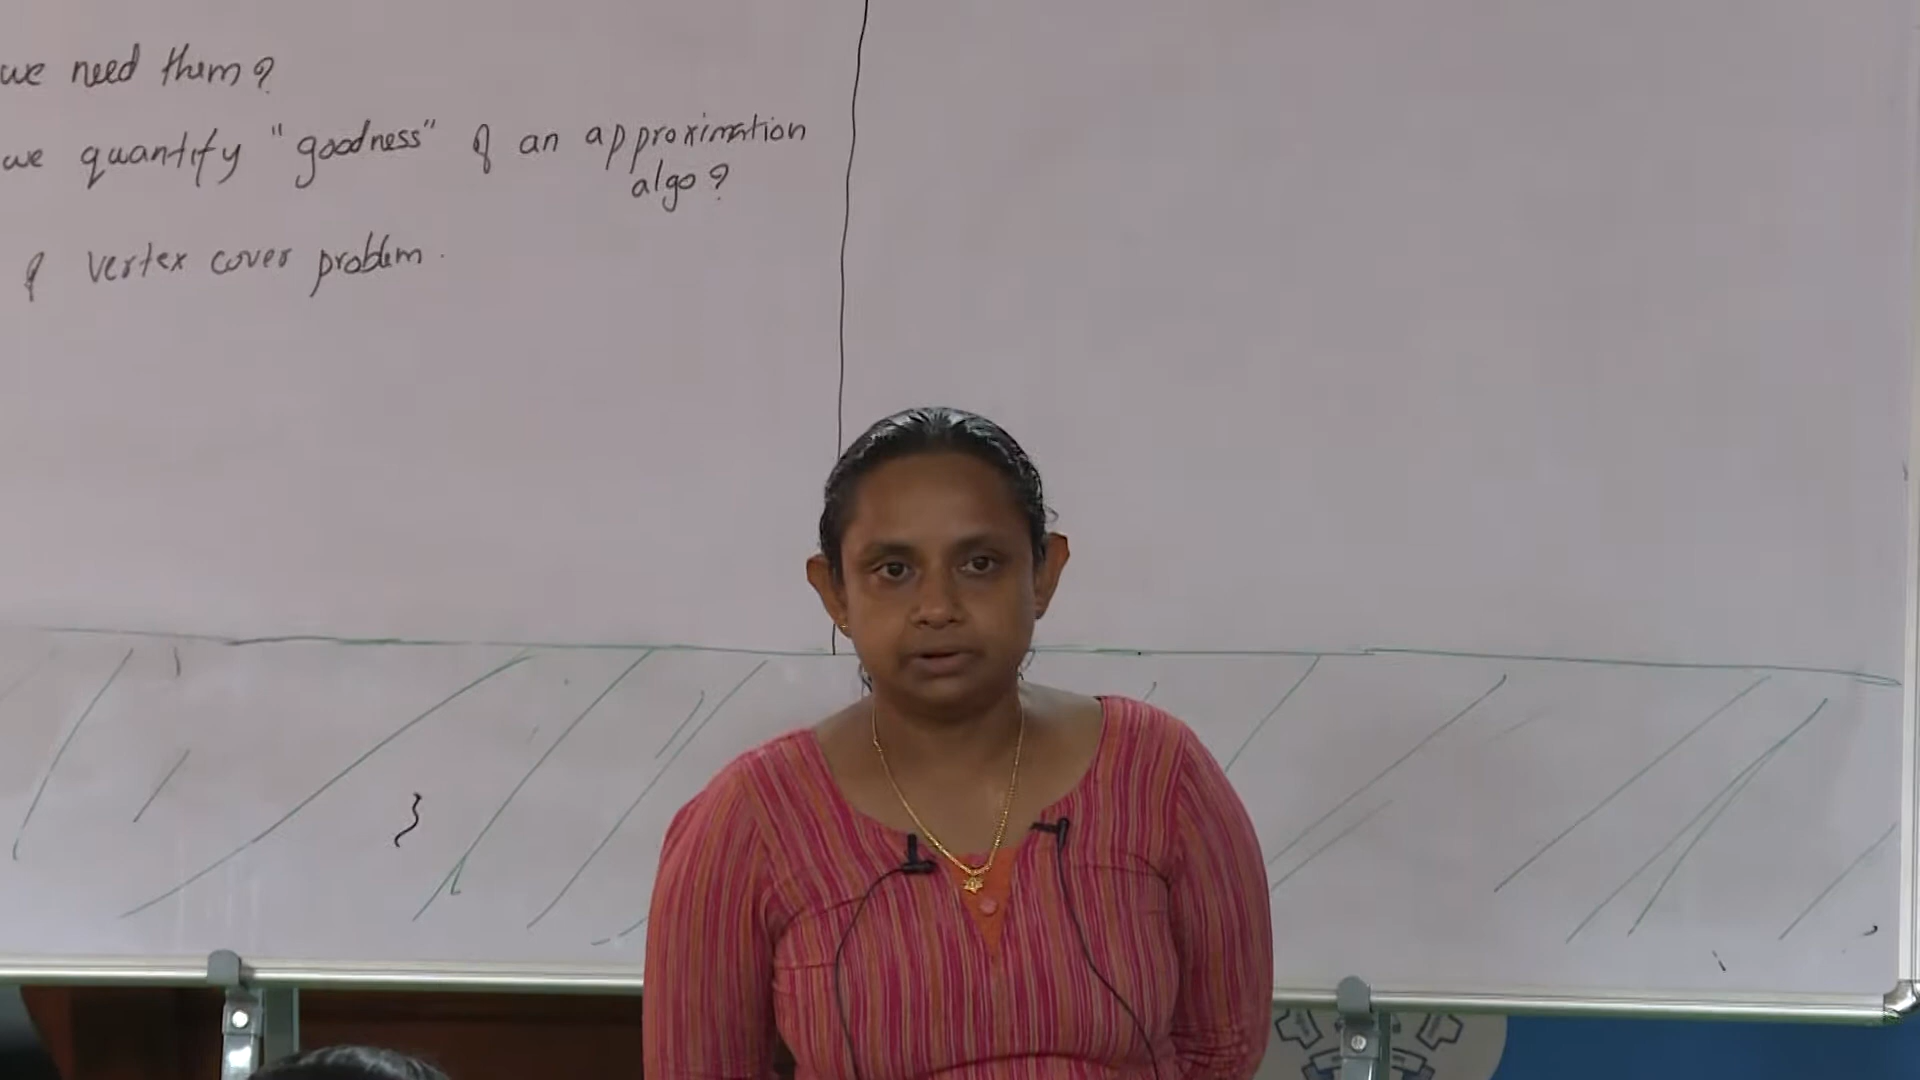 we need them?
we quantify "goodness" of an approximation
algo?
of vertex cover problem.